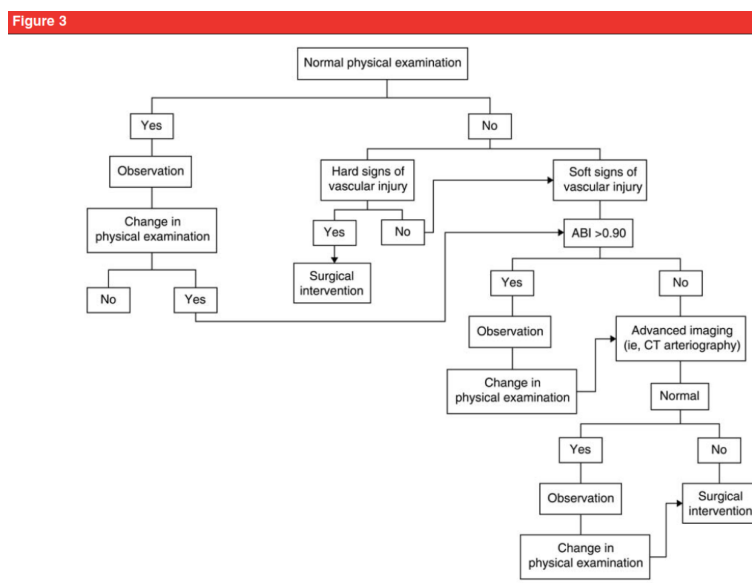 Figure 3
Normal physical examination
Yes
No
Observation
Hard signs of
vascular injury
Soft signs of
vascular injury
Change in
physical examination
Yes
No
ABI >0.90
No
Yes
Surgical
intervention
Yes
No
Observation
Advanced imaging
(ie, CT arteriography)
Change in
physical examination
Normal
Yes
No
Observation
Surgical
intervention
Change in
physical examination